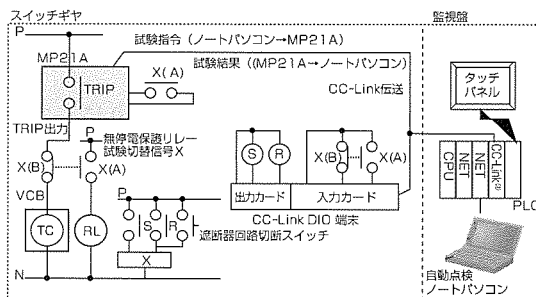 スイッチギヤ
監視盤
P
試験指令（ノートパソコン→MP21A）
MP21A
試験結果（(MP21A→ノートパソコン）
X(A)
TRIP
CC-Link伝送
タッチ
パネル
TRIP出力
P
無停電保護リレー
試験切替信号X
S
R
X(B)
X(A)
X(B)
X(A)
CPU
NET
NET
CC-Link(2)
PLC
VCB
P
出力カード
入力カード
CC-Link DIO 端末
TC
RL
S
R
遮断器回路切断スイッチ
X
N
自動点検
ノートパソコン